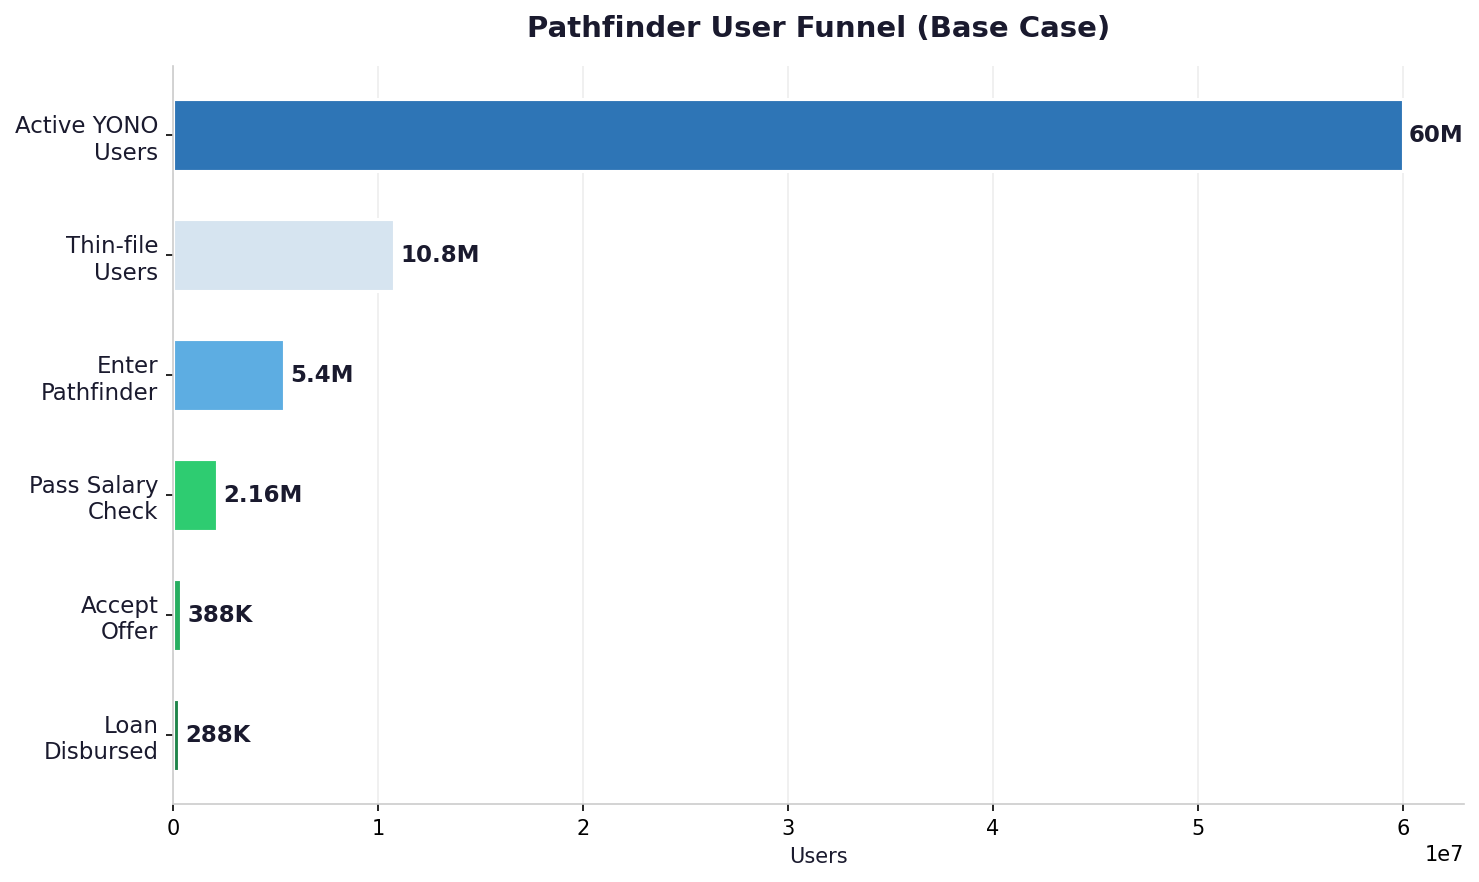 Pathfinder User Funnel (Base Case)
Active YONO
Users
60M
Thin-file
Users
10.8M
Enter
Pathfinder
5.4M
Pass Salary
Check
2.16M
Accept
Offer
388K
Loan
Disbursed
288K
0 1 2 3 4 5 6
1e7
Users